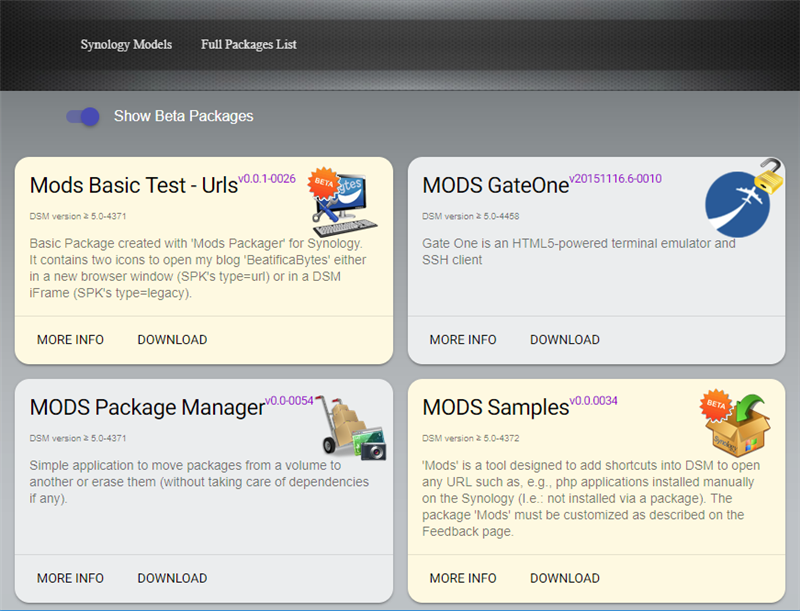 Synology Models Full Packages List
Show Beta Packages
Mods Basic Test - Urls v0.0.1-0026
BETA
DSM version ≥ 5.0-4371
Basic Package created with 'Mods Packager' for Synology.
It contains two icons to open my blog 'BeatificaBytes' either
in a new browser window (SPK's type=url) or in a DSM
iFrame (SPK's type=legacy).
MORE INFO DOWNLOAD
MODS GateOne v20151116.6-0010
DSM version ≥ 5.0-4458
Gate One is an HTML5-powered terminal emulator and
SSH client
MORE INFO DOWNLOAD
MODS Package Manager v0.0-0054
DSM version ≥ 5.0-4371
Simple application to move packages from a volume to
another or erase them (without taking care of dependencies
if any).
MORE INFO DOWNLOAD
MODS Samples v0.0.0034
BETA
DSM version ≥ 5.0-4372
'Mods' is a tool designed to add shortcuts into DSM to open
any URL such as, e.g., php applications installed manually
on the Synology (I.e.: not installed via a package). The
package 'Mods' must be customized as described on the
Feedback page.
MORE INFO DOWNLOAD